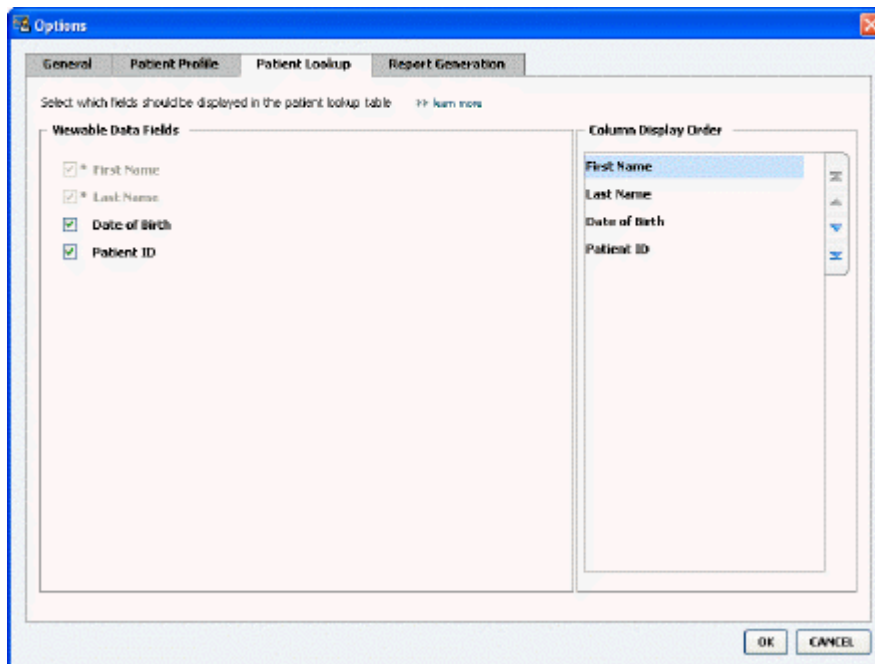 Options
General Patient Profile Patient Lookup Report Generation
Select which fields should be displayed in the patient lookup table >> learn more
Viewable Data Fields
* First Name
* Last Name
Date of Birth
Patient ID
Column Display Order
First Name
Last Name
Date of Birth
Patient ID
OK CANCEL